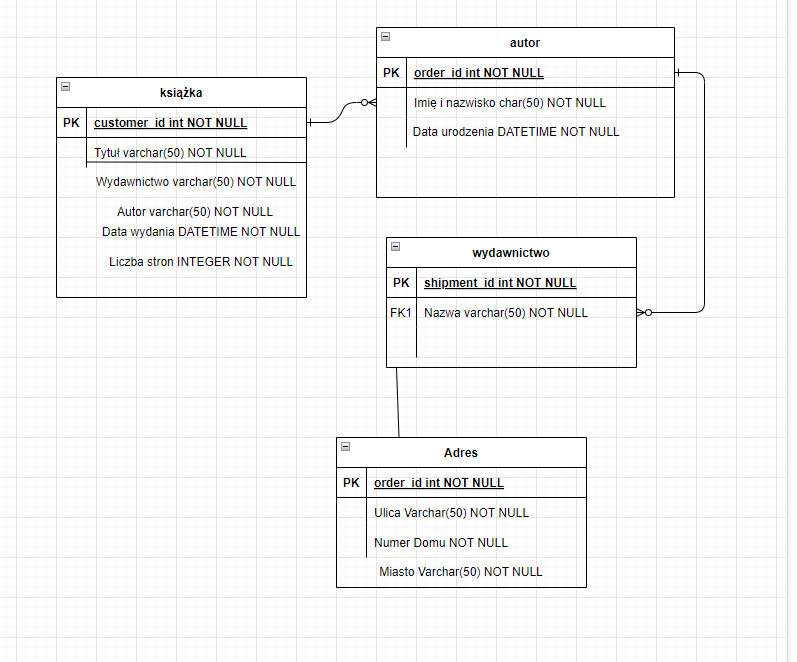 książka
PK customer_id int NOT NULL
Tytuł varchar(50) NOT NULL
Wydawnictwo varchar(50) NOT NULL
Autor varchar(50) NOT NULL
Data wydania DATETIME NOT NULL
Liczba stron INTEGER NOT NULL
autor
PK order_id int NOT NULL
Imię i nazwisko char(50) NOT NULL
Data urodzenia DATETIME NOT NULL
wydawnictwo
PK shipment_id int NOT NULL
FK1 Nazwa varchar(50) NOT NULL
Adres
PK order_id int NOT NULL
Ulica Varchar(50) NOT NULL
Numer Domu NOT NULL
Miasto Varchar(50) NOT NULL